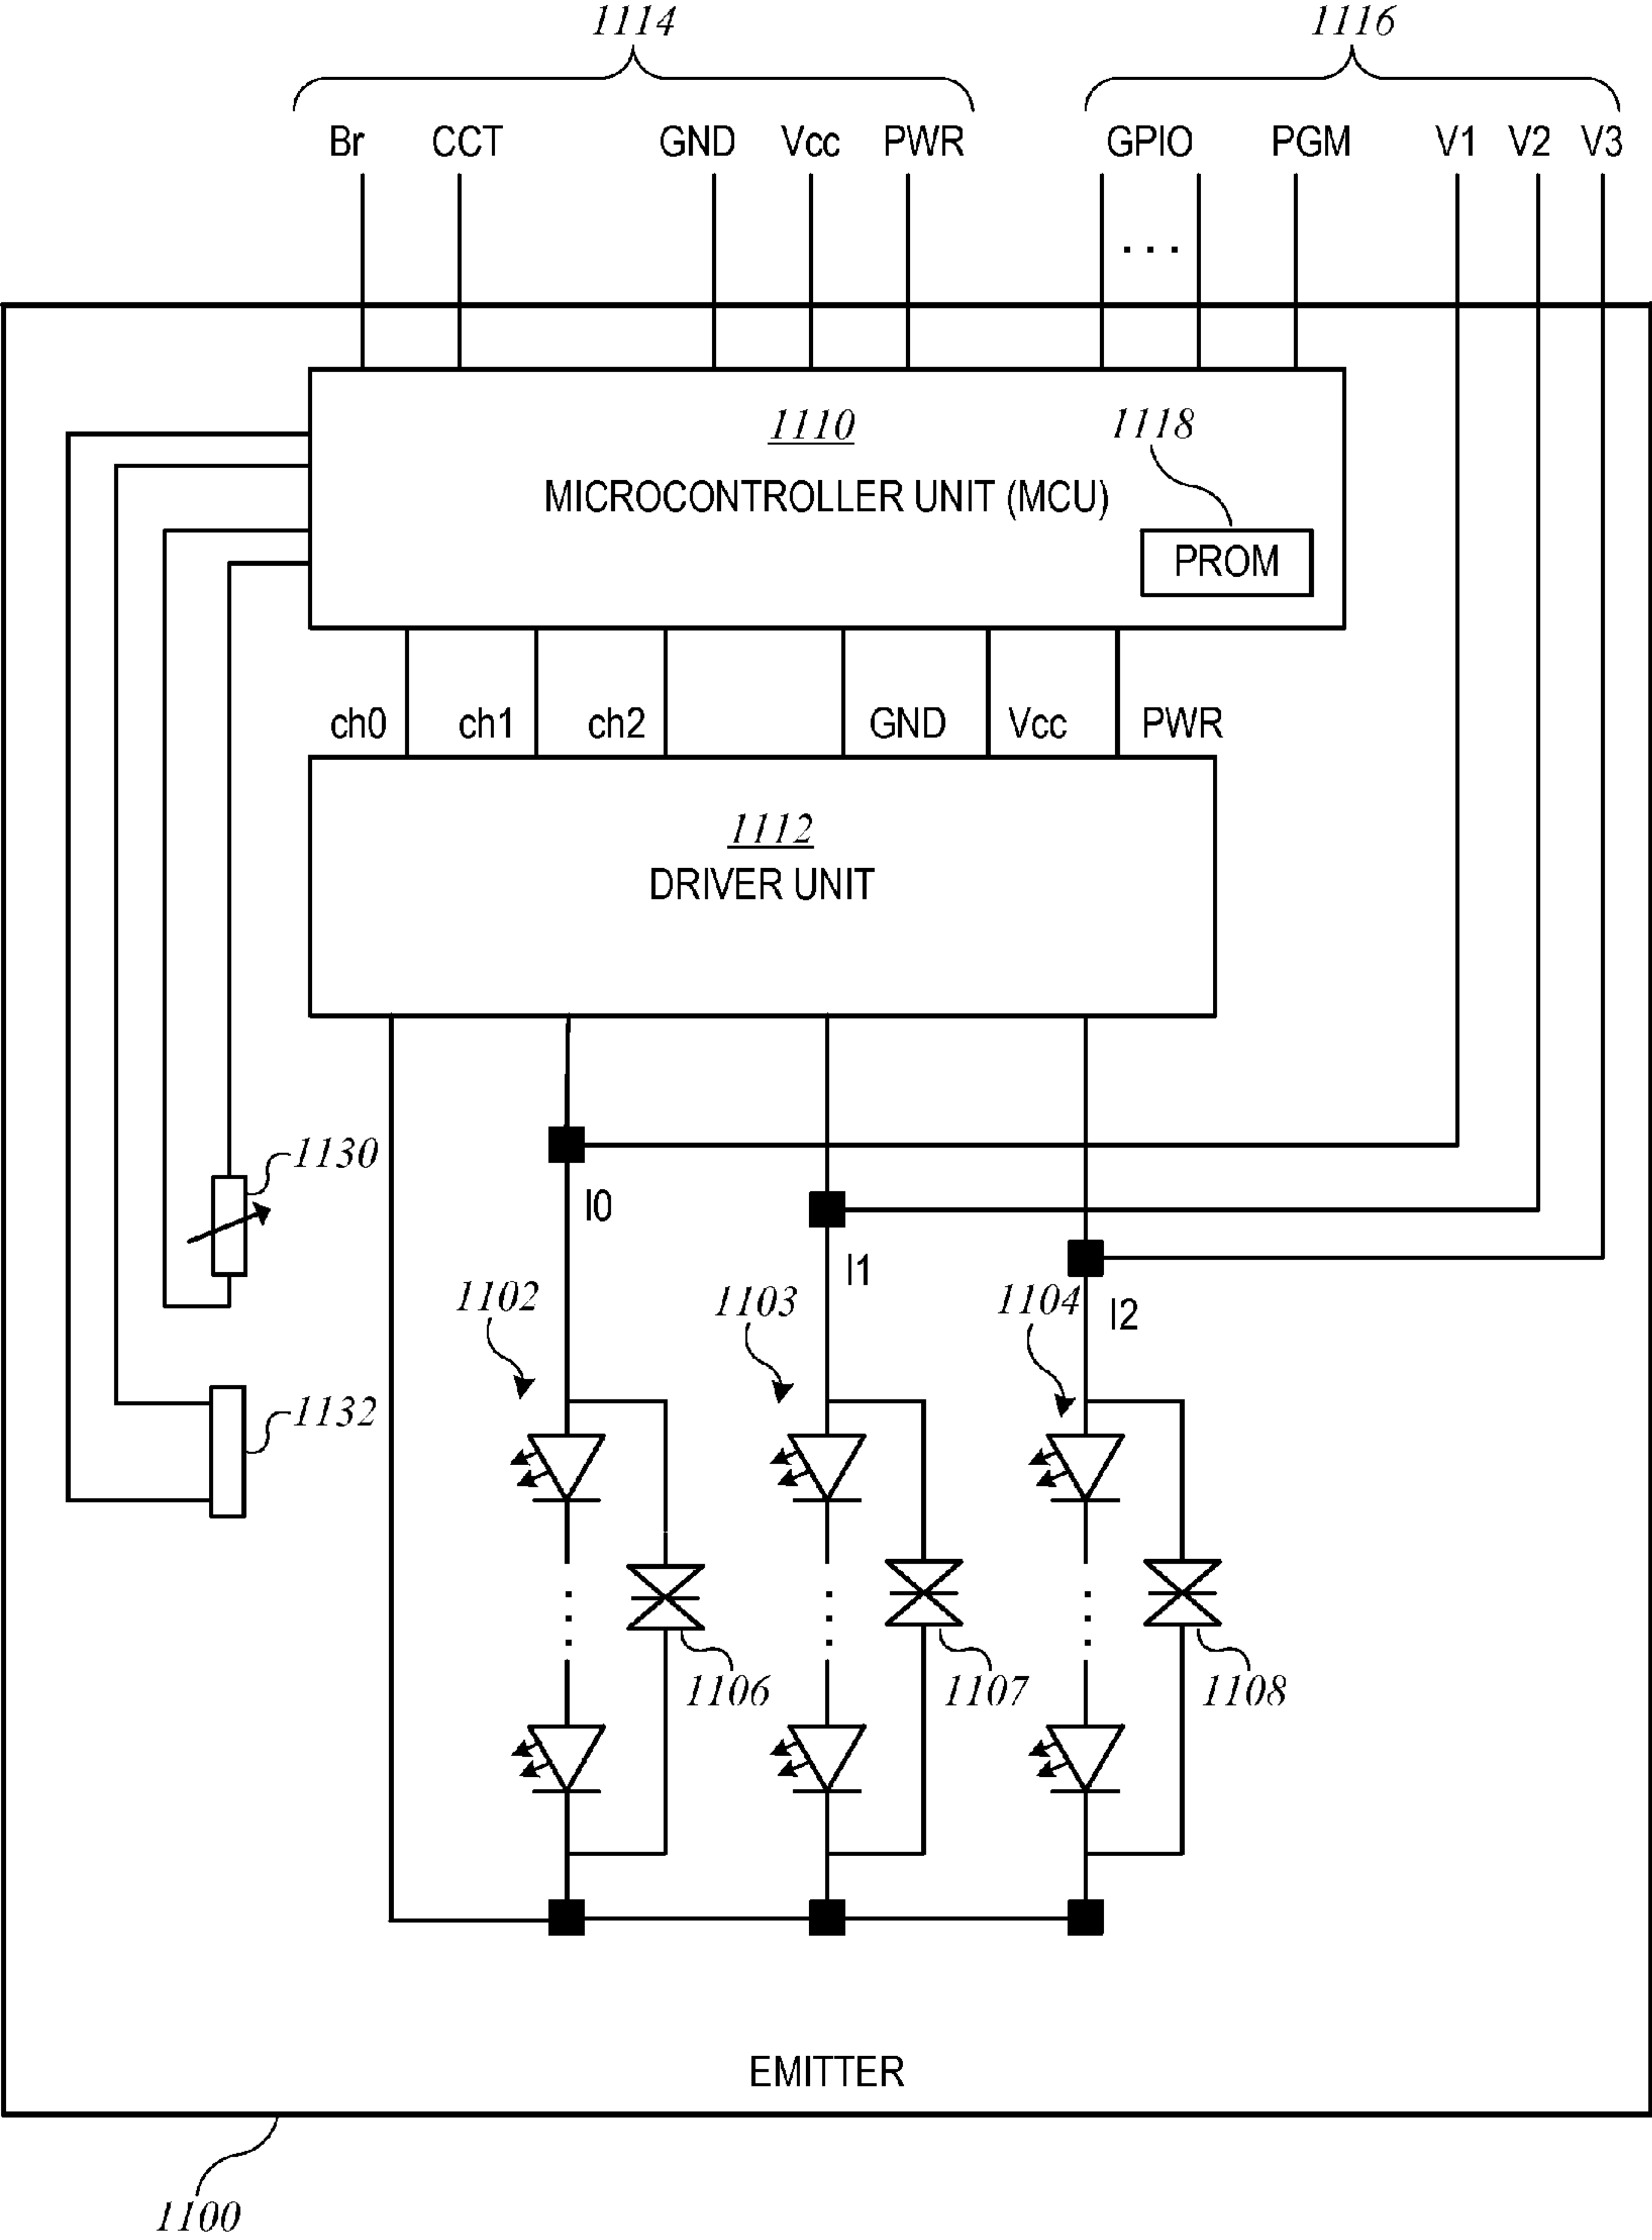 1114 1116
Br CCT GND Vcc PWR GPIO PGM V1 V2 V3
. . .
1110 1118
MICROCONTROLLER UNIT (MCU)
PROM
ch0 ch1 ch2 GND Vcc PWR
1112
DRIVER UNIT
1130
I0
I1
1102 1103 1104 I2
1132
1106 1107 1108
EMITTER
1100